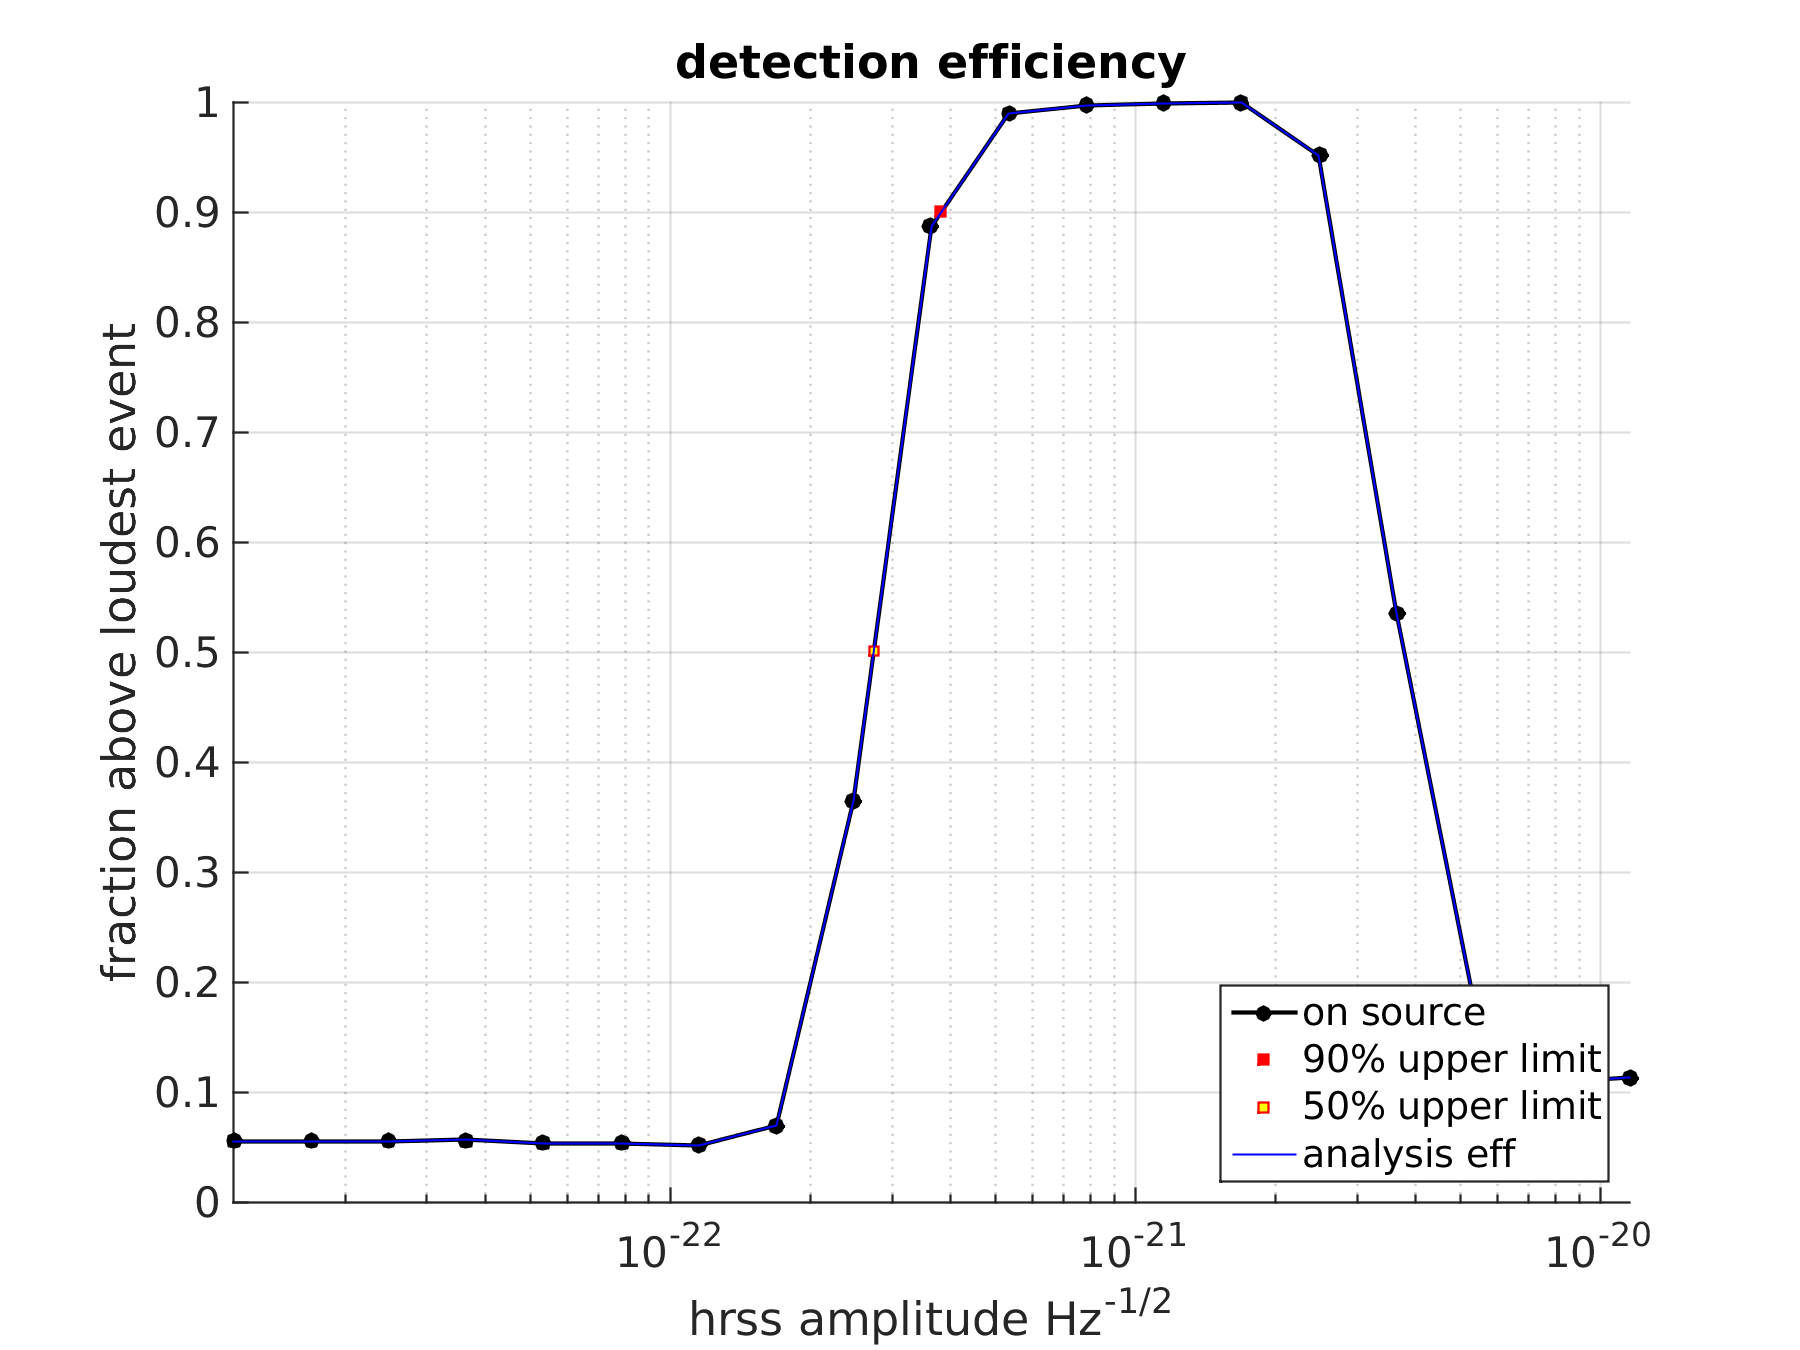 detection efficiency
fraction above loudest event
1
0.9
0.8
0.7
0.6
0.5
0.4
0.3
0.2
0.1
0
on source
90% upper limit
50% upper limit
analysis eff
10^-22 10^-21 10^-20
hrss amplitude Hz^-1/2